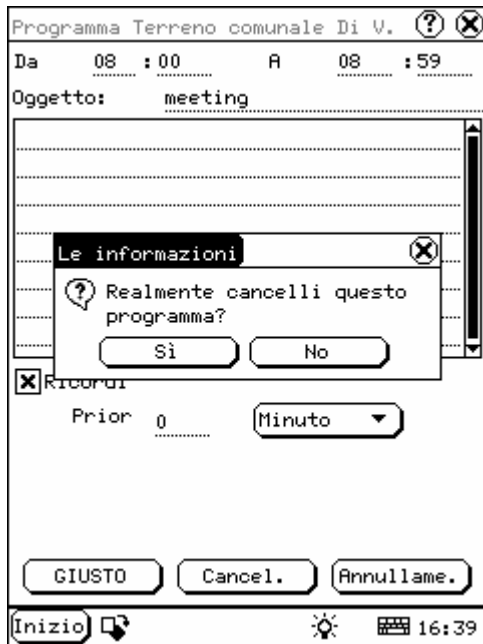 Programma Terreno comunale Di V.
Da 08 : 00 A 08 : 59
Oggetto: meeting
Le informazioni
Realmente cancelli questo
programma?
Sì No
Ricordi
Prior 0 Minuto
GIUSTO Cancel. Annullame.
Inizio 16:39